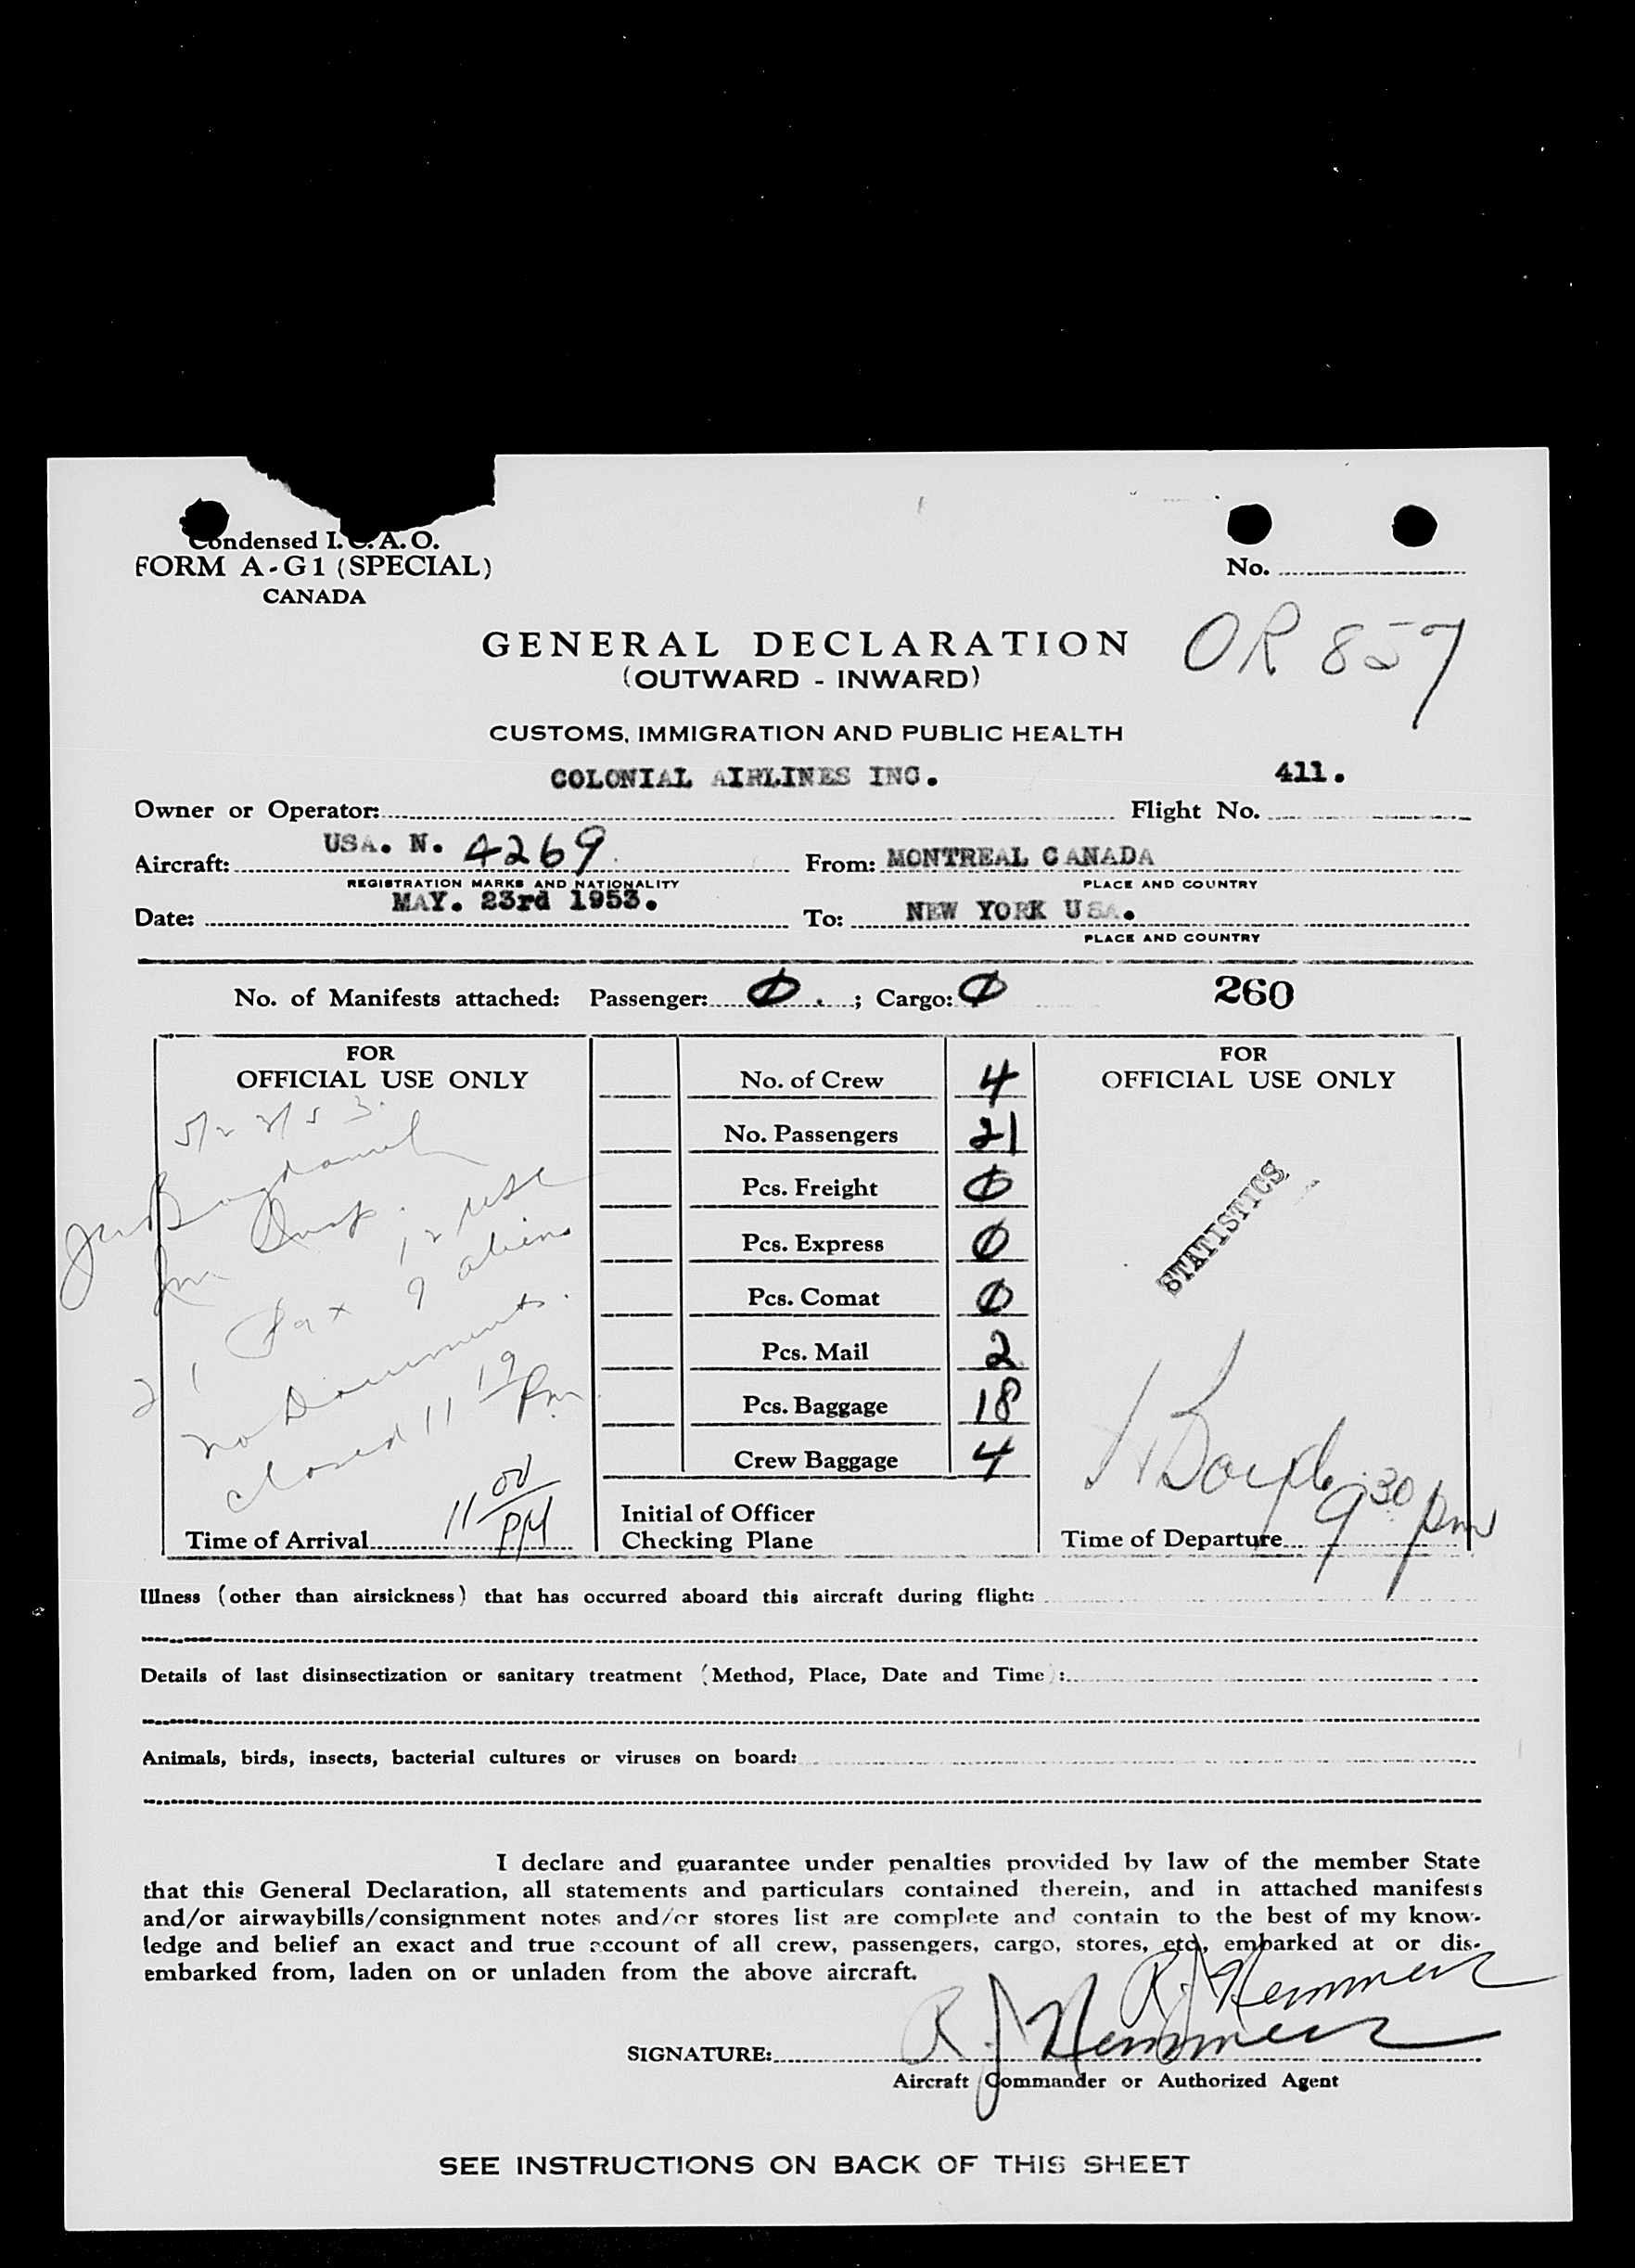 Condensed I.C.A.O.
FORM A-G1 (SPECIAL)
CANADA
No.
OR 857
GENERAL DECLARATION
(OUTWARD - INWARD)
CUSTOMS, IMMIGRATION AND PUBLIC HEALTH
Owner or Operator: COLONIAL AIRLINES INC. Flight No. 411.
Aircraft: USA. N. 4269 From: MONTREAL CANADA
REGISTRATION MARKS AND NATIONALITY PLACE AND COUNTRY
Date: MAY. 23rd 1953. To: NEW YORK USA.
PLACE AND COUNTRY
No. of Manifests attached: Passenger: 0 ; Cargo: 0 260
FOR
OFFICIAL USE ONLY
5/23/53.
Insp.
12 USC
Pax 9 aliens
21
no documents.
closed 11 19 Pm
11 00 PM
Time of Arrival
No. of Crew 4
No. Passengers 21
Pcs. Freight 0
Pcs. Express 0
Pcs. Comat 0
Pcs. Mail 2
Pcs. Baggage 18
Crew Baggage 4
Initial of Officer
Checking Plane
FOR
OFFICIAL USE ONLY
STATISTICS
Time of Departure 9:30 pm
Illness (other than airsickness) that has occurred aboard this aircraft during flight:
Details of last disinsectization or sanitary treatment (Method, Place, Date and Time):
Animals, birds, insects, bacterial cultures or viruses on board:
I declare and guarantee under penalties provided by law of the member State
that this General Declaration, all statements and particulars contained therein, and in attached manifests
and/or airwaybills/consignment notes and/or stores list are complete and contain to the best of my know-
ledge and belief an exact and true account of all crew, passengers, cargo, stores, etc., embarked at or dis-
embarked from, laden on or unladen from the above aircraft.
SIGNATURE:
Aircraft Commander or Authorized Agent
SEE INSTRUCTIONS ON BACK OF THIS SHEET